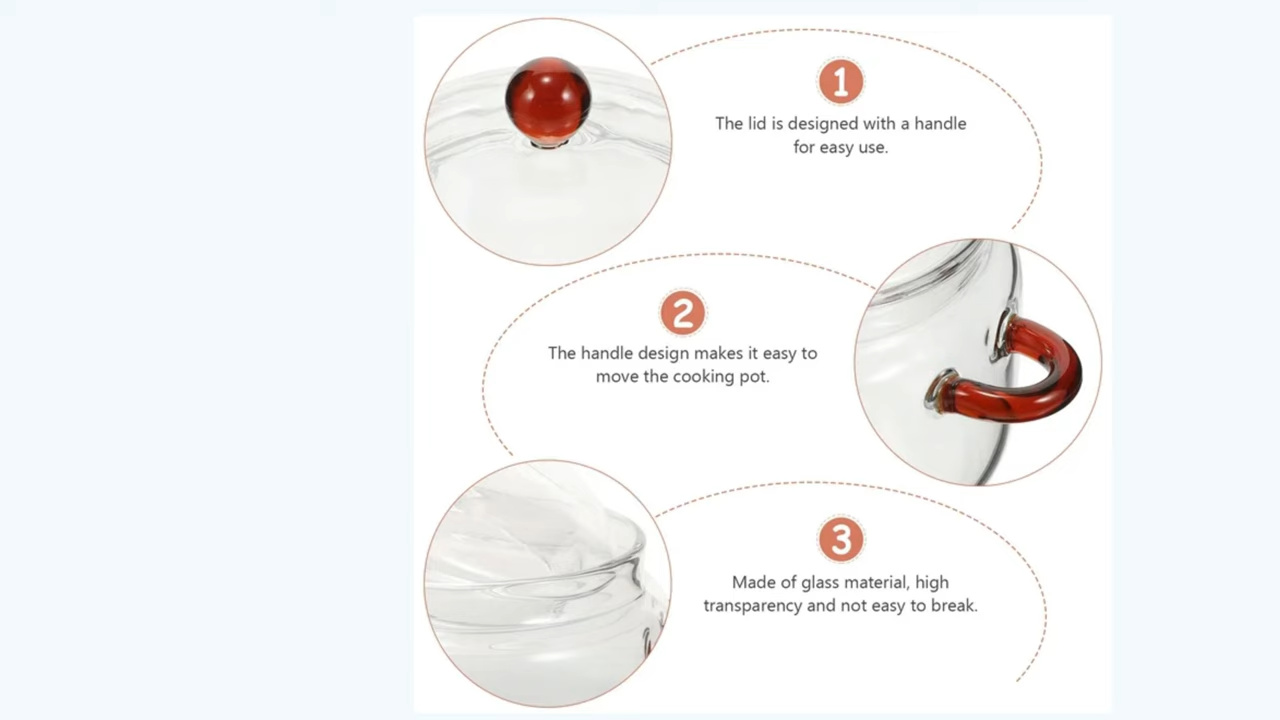 1
The lid is designed with a handle
for easy use.
2
The handle design makes it easy to
move the cooking pot.
3
Made of glass material, high
transparency and not easy to break.